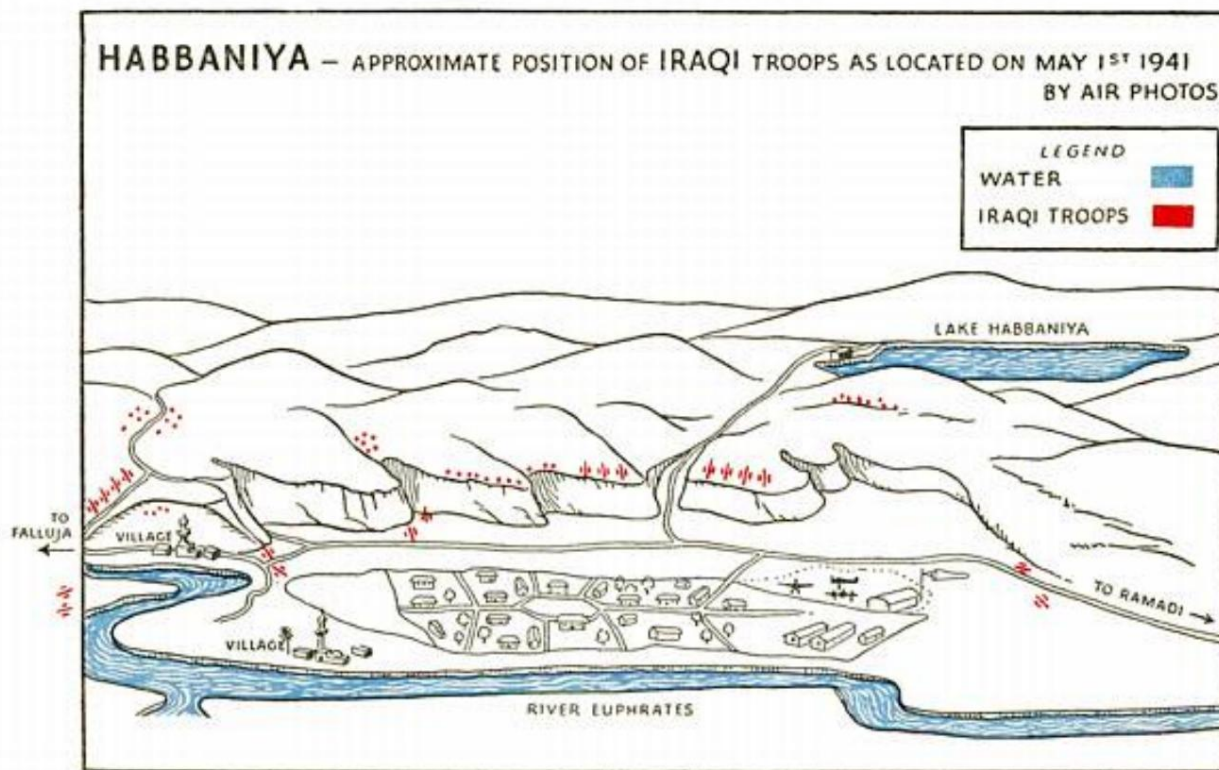 HABBANIYA – APPROXIMATE POSITION OF IRAQI TROOPS AS LOCATED ON MAY 1ST 1941
BY AIR PHOTOS
LEGEND
WATER
IRAQI TROOPS
LAKE HABBANIYA
TO
FALLUJA
VILLAGE
TO RAMADI
VILLAGE
RIVER EUPHRATES